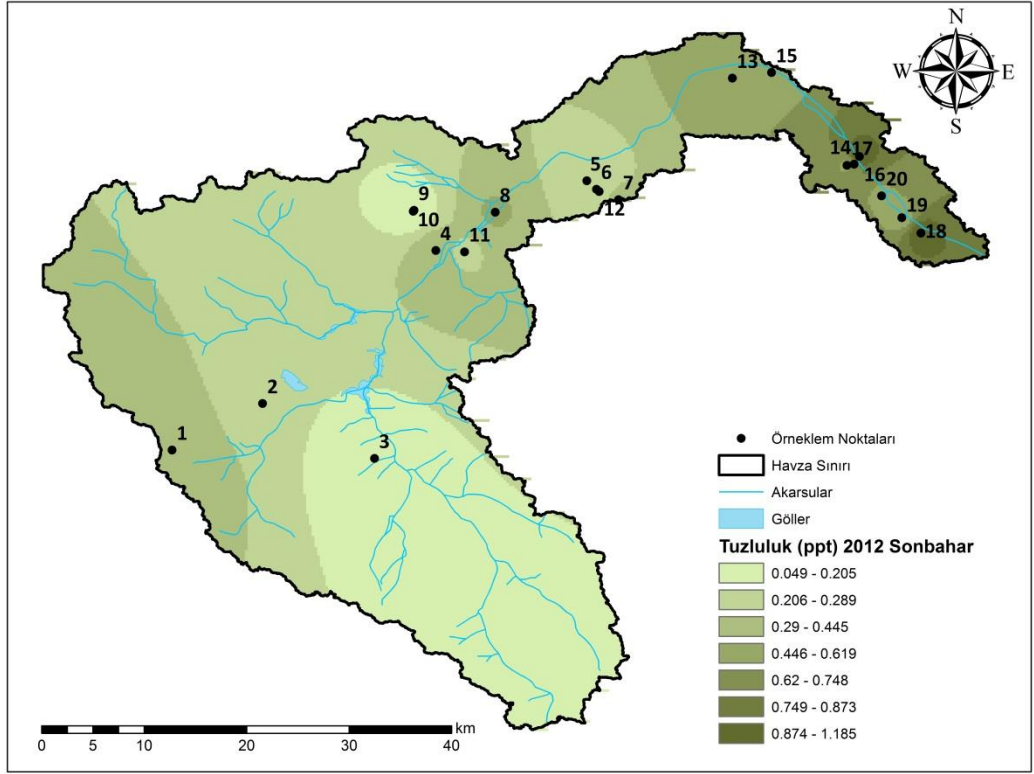 N
W E
S
13
15
14
17
16
20
19
18
5
6
7
12
9
10
8
4
11
2
1
3
Örneklem Noktaları
Havza Sınırı
Akarsular
Göller
Tuzluluk (ppt) 2012 Sonbahar
0.049 - 0.205
0.206 - 0.289
0.29 - 0.445
0.446 - 0.619
0.62 - 0.748
0.749 - 0.873
0.874 - 1.185
km
0 5 10 20 30 40